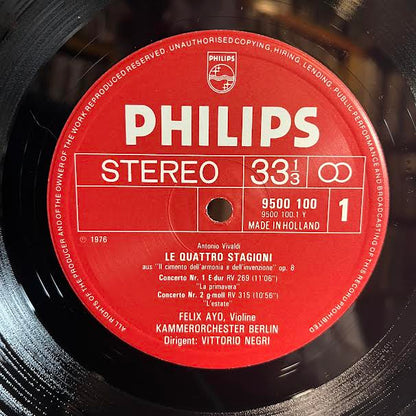 ALL RIGHTS OF THE PRODUCER AND OF THE OWNER OF THE WORK REPRODUCED RESERVED. UNAUTHORISED COPYING, HIRING, LENDING, PUBLIC PERFORMANCE AND BROADCASTING OF THIS RECORD PROHIBITED
PHILIPS
PHILIPS
STEREO 33 1/3
9500 100
9500 100.1 Y
MADE IN HOLLAND
1
℗ 1976
Antonio Vivaldi
LE QUATTRO STAGIONI
aus "Il cimento dell'armonia e dell'invenzione" op. 8
Concerto Nr. 1 E-dur RV 269 (11'06")
"La primavera"
Concerto Nr. 2 g-moll RV 315 (10'56")
"L'estate"
FELIX AYO, Violine
KAMMERORCHESTER BERLIN
Dirigent: VITTORIO NEGRI